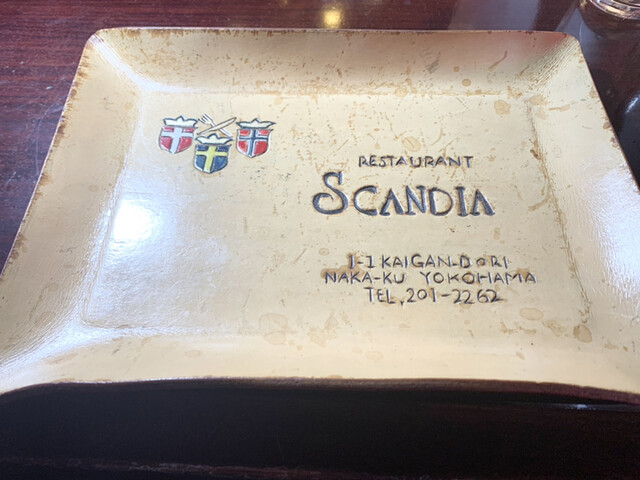 RESTAURANT
SCANDIA
1-1 KAIGAN-DORI
NAKA-KU YOKOHAMA
TEL, 201-2262